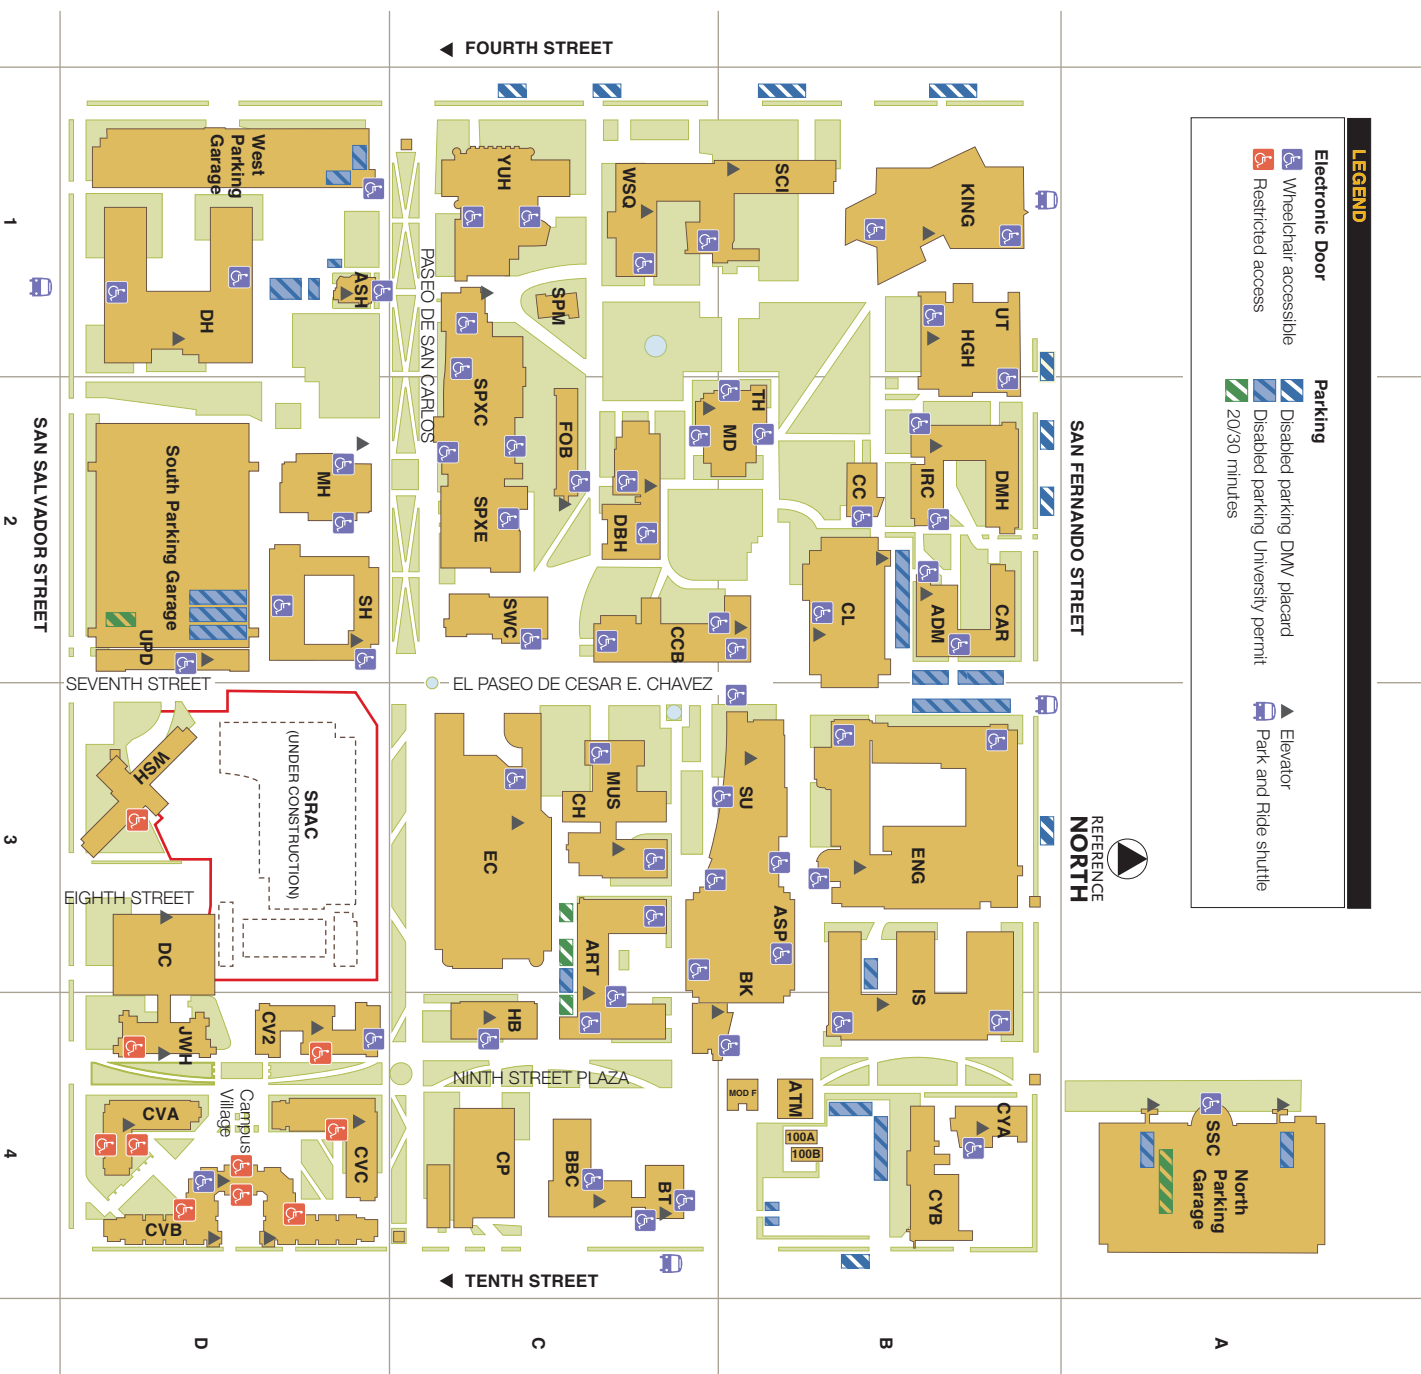 FOURTH STREET
LEGEND
Electronic Door
Wheelchair accessible
Restricted access
Parking
Disabled parking DMV placard
Disabled parking University permit
20/30 minutes
Elevator
Park and Ride shuttle
West
Parking
Garage
YUH
WSQ
SCI
KING
1
PASEO DE SAN CARLOS
ASH
SPM
DH
UT
HGH
SPXC
FOB
TH
MD
SAN FERNANDO STREET
SAN SALVADOR STREET
South Parking Garage
MH
CC
IRC
DMH
2
SPXE
DBH
SH
SWC
CCB
CL
ADM
CAR
UPD
SEVENTH STREET
EL PASEO DE CESAR E. CHAVEZ
WSH
SRAC
(UNDER CONSTRUCTION)
MUS
CH
SU
3
EC
ENG
REFERENCE
NORTH
EIGHTH STREET
DC
ART
ASP
BK
IS
CV2
HB
JWH
NINTH STREET PLAZA
MOD F
ATM
CVA
Campus
Village
100A
100B
CYA
SSC
North
Parking
Garage
4
CVC
CP
BBC
BT
CYB
CVB
TENTH STREET
D
C
B
A